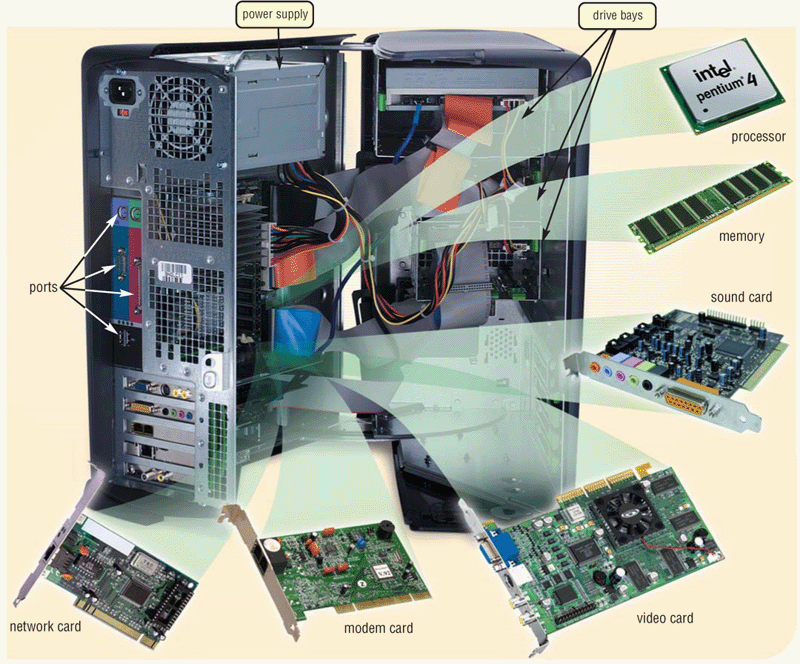 power supply
drive bays
intel
pentium 4
processor
memory
sound card
ports
network card
modem card
video card